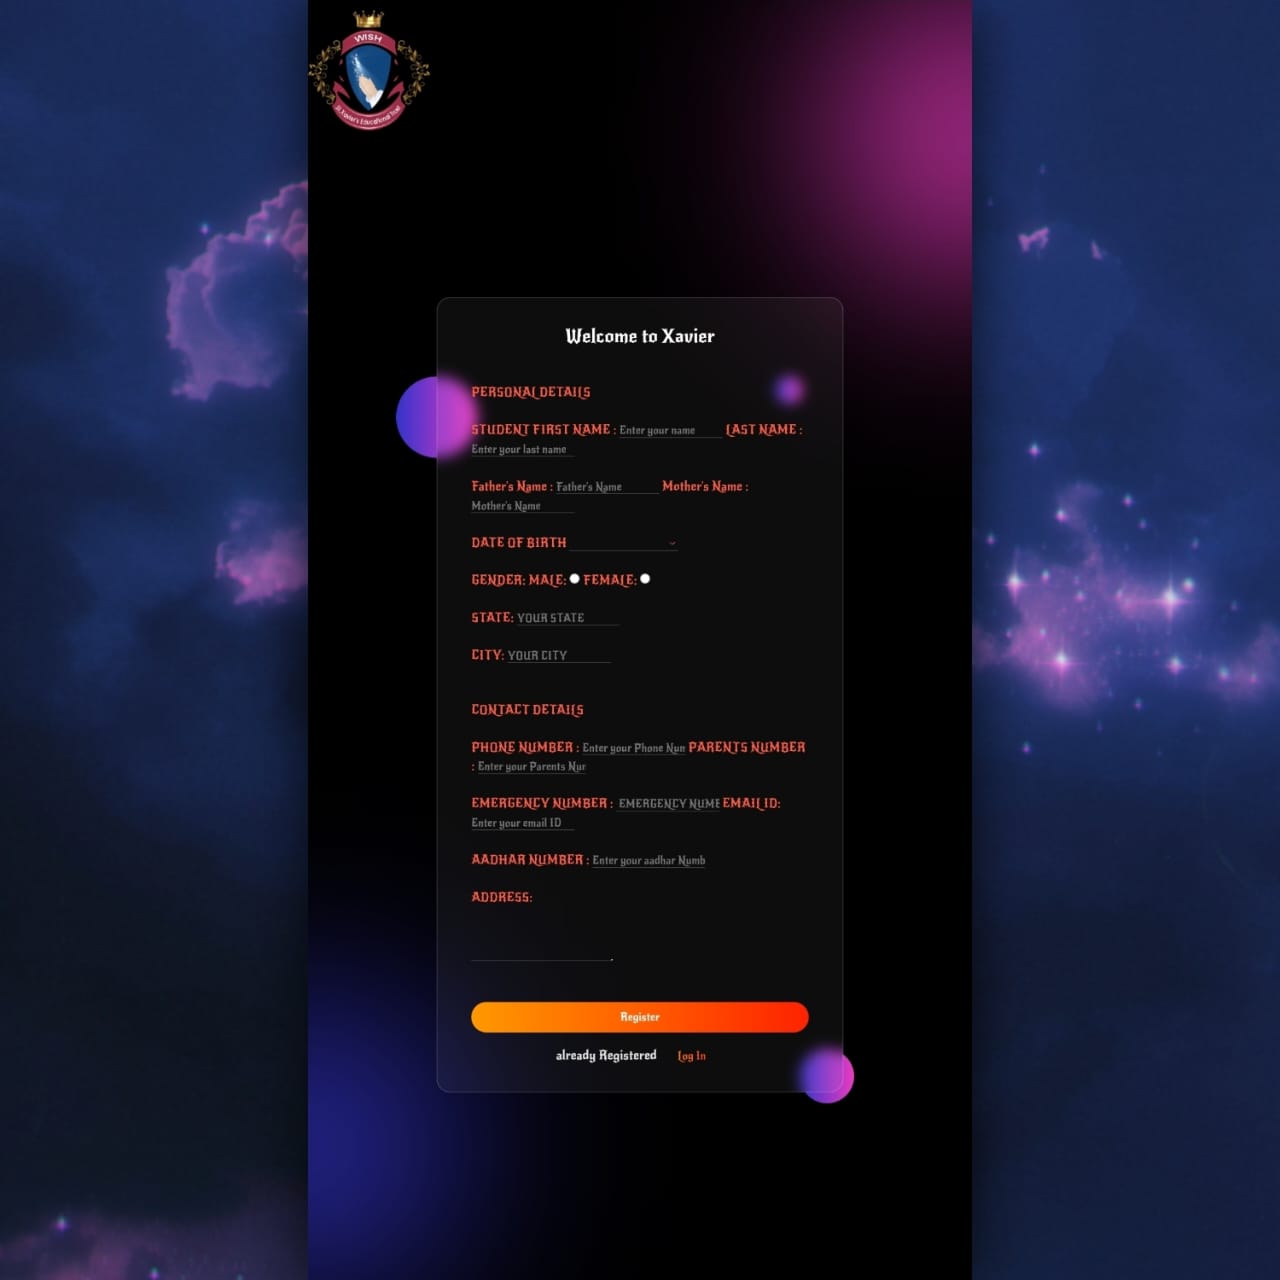 WISH
St. Xavier's Educational Trust
Welcome to Xavier
PERSONAL DETAILS
STUDENT FIRST NAME : Enter your name LAST NAME :
Enter your last name
Father's Name : Father's Name Mother's Name :
Mother's Name
DATE OF BIRTH
GENDER: MALE: FEMALE:
STATE: YOUR STATE
CITY: YOUR CITY
CONTACT DETAILS
PHONE NUMBER : Enter your Phone Num PARENTS NUMBER
: Enter your Parents Num
EMERGENCY NUMBER : EMERGENCY NUMB EMAIL ID:
Enter your email ID
AADHAR NUMBER : Enter your aadhar Numb
ADDRESS:
Register
already Registered Log In